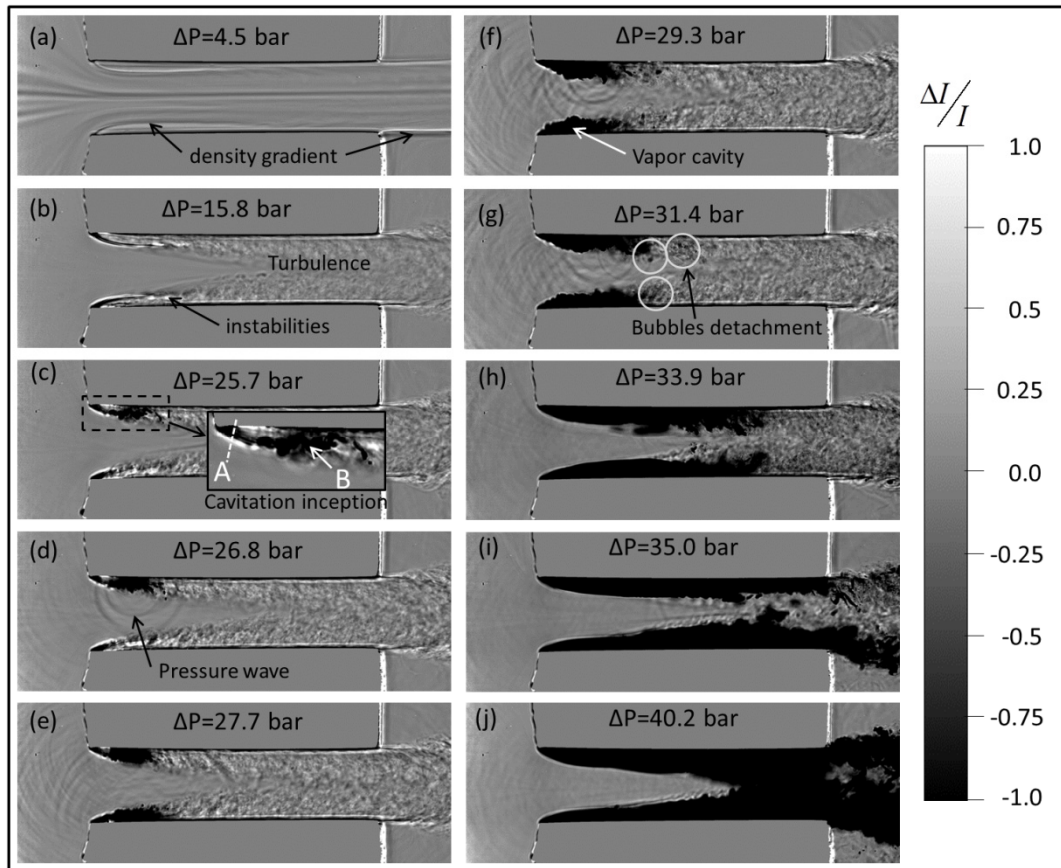 (a)
ΔP=4.5 bar
density gradient
(b)
ΔP=15.8 bar
Turbulence
instabilities
(c)
ΔP=25.7 bar
A
B
Cavitation inception
(d)
ΔP=26.8 bar
Pressure wave
(e)
ΔP=27.7 bar
(f)
ΔP=29.3 bar
Vapor cavity
(g)
ΔP=31.4 bar
Bubbles detachment
(h)
ΔP=33.9 bar
(i)
ΔP=35.0 bar
(j)
ΔP=40.2 bar
ΔI/I
1.0
0.75
0.5
0.25
0.0
-0.25
-0.5
-0.75
-1.0